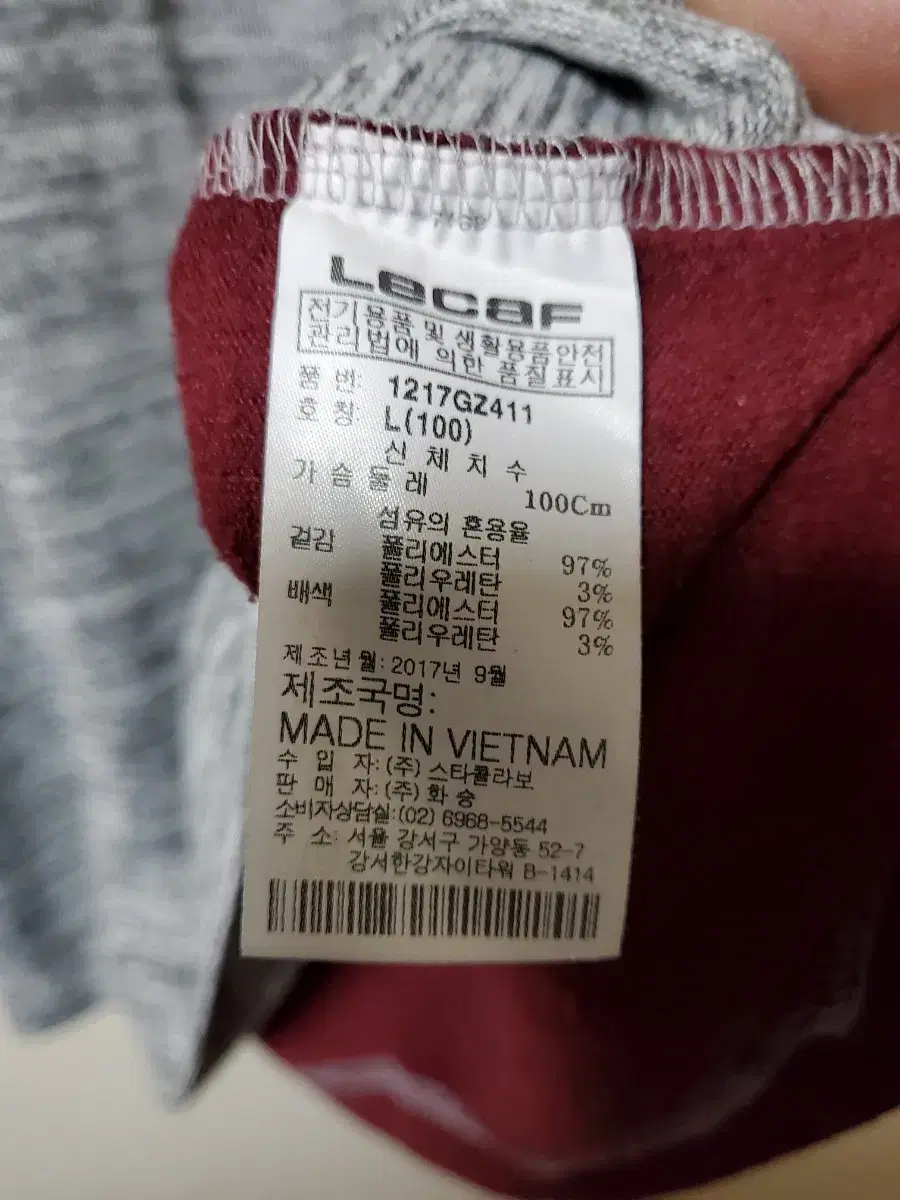 Lecaf
전기용품 및 생활용품안전
관리법에 의한 품질표시
품 번: 1217GZ411
호 칭: L(100)
신 체 치 수
가 슴 둘 레 100Cm
섬유의 혼용율
겉감 폴리에스터 97%
폴리우레탄 3%
배색 폴리에스터 97%
폴리우레탄 3%
제조년월: 2017년 9월
제조국명:
MADE IN VIETNAM
수 입 자: (주) 스타콜라보
판 매 자: (주) 화 승
소비자상담실:(02) 6968-5544
주 소: 서울 강서구 가양동 52-7
강서한강자이타워 B-1414